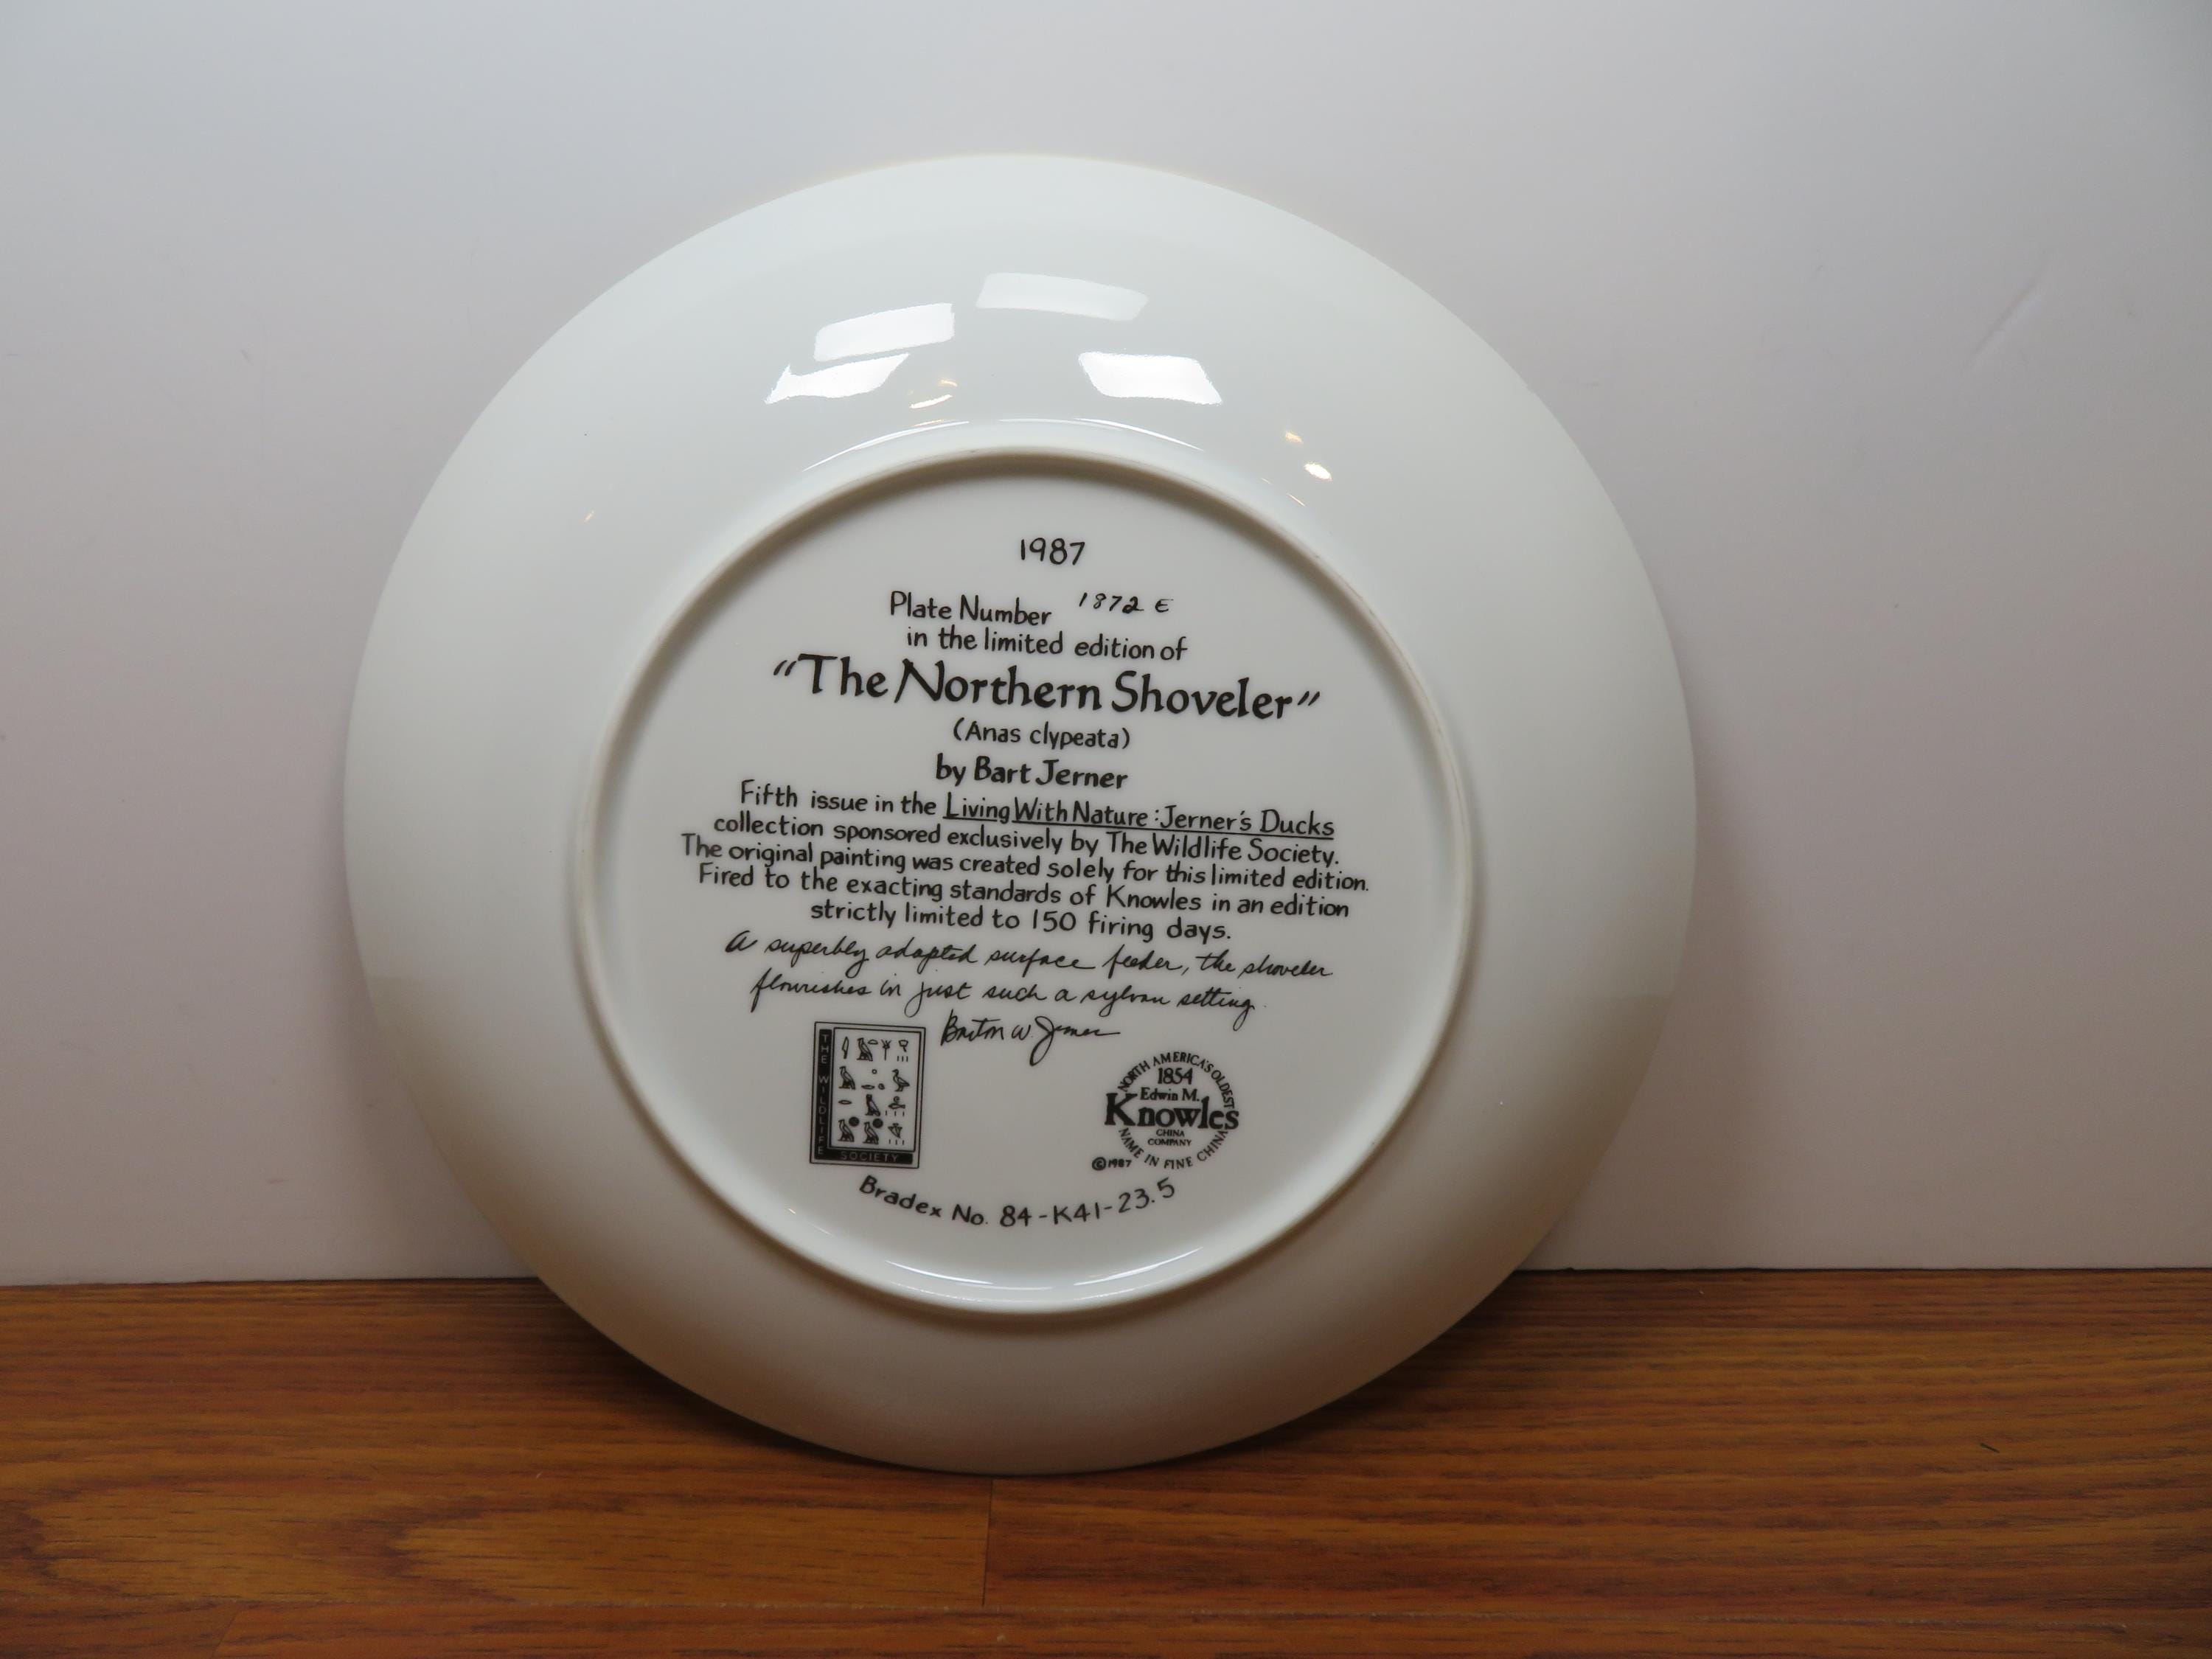 1987
Plate Number 1872 E
in the limited edition of
"The Northern Shoveler"
(Anas clypeata)
by Bart Jerner
Fifth issue in the Living With Nature: Jerner's Ducks
collection sponsored exclusively by The Wildlife Society.
The original painting was created solely for this limited edition.
Fired to the exacting standards of Knowles in an edition
strictly limited to 150 firing days.
A superbly adapted surface feeder, the shoveler
flourishes in just such a sylvan setting.
Barton W. Jerner
THE WILDLIFE
SOCIETY
NORTH AMERICA'S OLDEST
1854
Edwin M.
Knowles
CHINA
COMPANY
NAME IN FINE CHINA
©1987
Bradex No. 84-K41-23.5